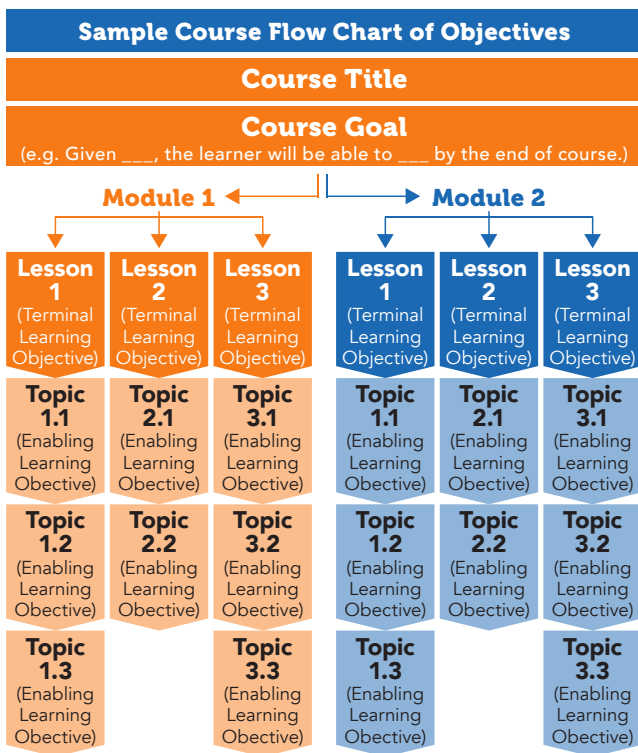 Sample Course Flow Chart of Objectives
Course Title
Course Goal
(e.g. Given ___, the learner will be able to ___ by the end of course.)
Module 1
Lesson
1
(Terminal
Learning
Objective)
Lesson
2
(Terminal
Learning
Objective)
Lesson
3
(Terminal
Learning
Objective)
Topic
1.1
(Enabling
Learning
Obective)
Topic
2.1
(Enabling
Learning
Obective)
Topic
3.1
(Enabling
Learning
Obective)
Topic
1.2
(Enabling
Learning
Obective)
Topic
2.2
(Enabling
Learning
Obective)
Topic
3.2
(Enabling
Learning
Obective)
Topic
1.3
(Enabling
Learning
Obective)
Topic
3.3
(Enabling
Learning
Obective)
Module 2
Lesson
1
(Terminal
Learning
Objective)
Lesson
2
(Terminal
Learning
Objective)
Lesson
3
(Terminal
Learning
Objective)
Topic
1.1
(Enabling
Learning
Obective)
Topic
2.1
(Enabling
Learning
Obective)
Topic
3.1
(Enabling
Learning
Obective)
Topic
1.2
(Enabling
Learning
Obective)
Topic
2.2
(Enabling
Learning
Obective)
Topic
3.2
(Enabling
Learning
Obective)
Topic
1.3
(Enabling
Learning
Obective)
Topic
3.3
(Enabling
Learning
Obective)